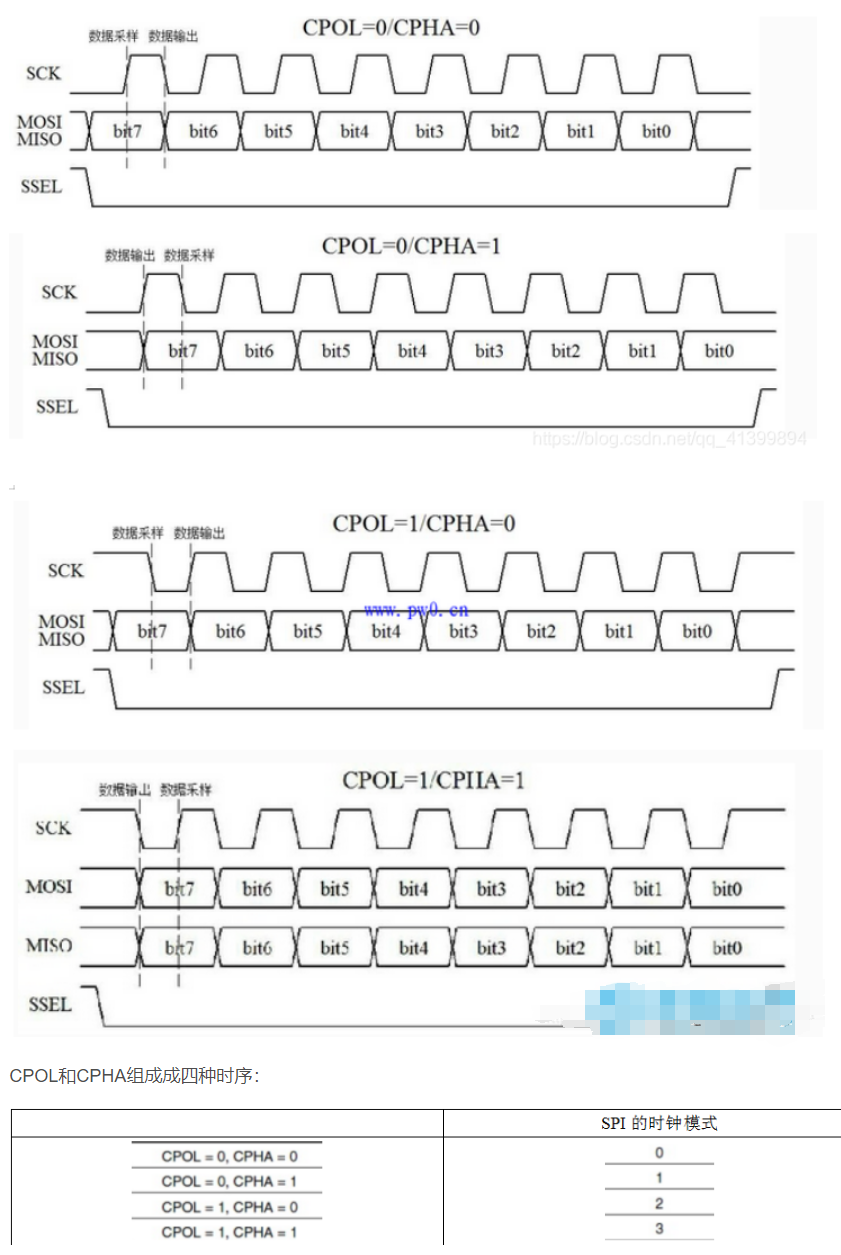 CPOL=0/CPHA=0
数据采样 数据输出
SCK
MOSI
MISO
bit7 bit6 bit5 bit4 bit3 bit2 bit1 bit0
SSEL
CPOL=0/CPHA=1
数据输出 数据采样
SCK
MOSI
MISO
bit7 bit6 bit5 bit4 bit3 bit2 bit1 bit0
SSEL
https://blog.csdn.net/qq_41399894
CPOL=1/CPHA=0
数据采样 数据输出
SCK
www.pw0.cn
MOSI
MISO
bit7 bit6 bit5 bit4 bit3 bit2 bit1 bit0
SSEL
CPOL=1/CPHA=1
数据输出 数据采样
SCK
MOSI bit7 bit6 bit5 bit4 bit3 bit2 bit1 bit0
MISO bit7 bit6 bit5 bit4 bit3 bit2 bit1 bit0
SSEL
CPOL和CPHA组成成四种时序:
SPI 的时钟模式
CPOL = 0, CPHA = 0 0
CPOL = 0, CPHA = 1 1
CPOL = 1, CPHA = 0 2
CPOL = 1, CPHA = 1 3